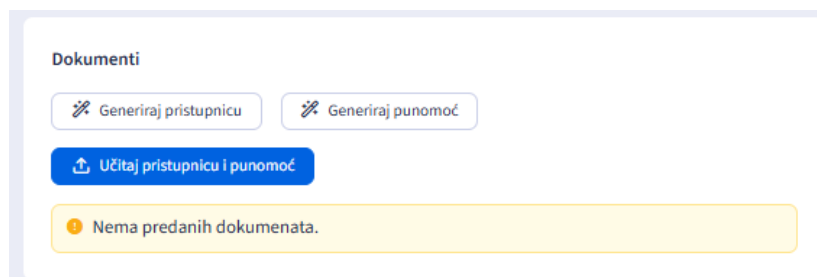 Dokumenti
Generiraj pristupnicu
Generiraj punomoć
Učitaj pristupnicu i punomoć
Nema predanih dokumenata.